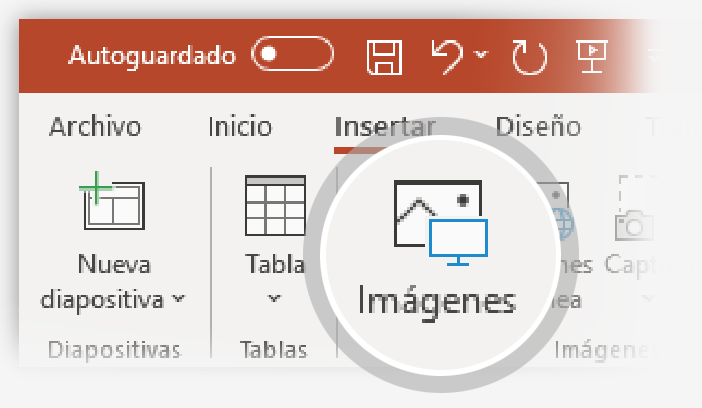 Autoguardado
Archivo Inicio Insertar Diseño
Nueva diapositiva
Tabla
Imágenes
Diapositivas Tablas